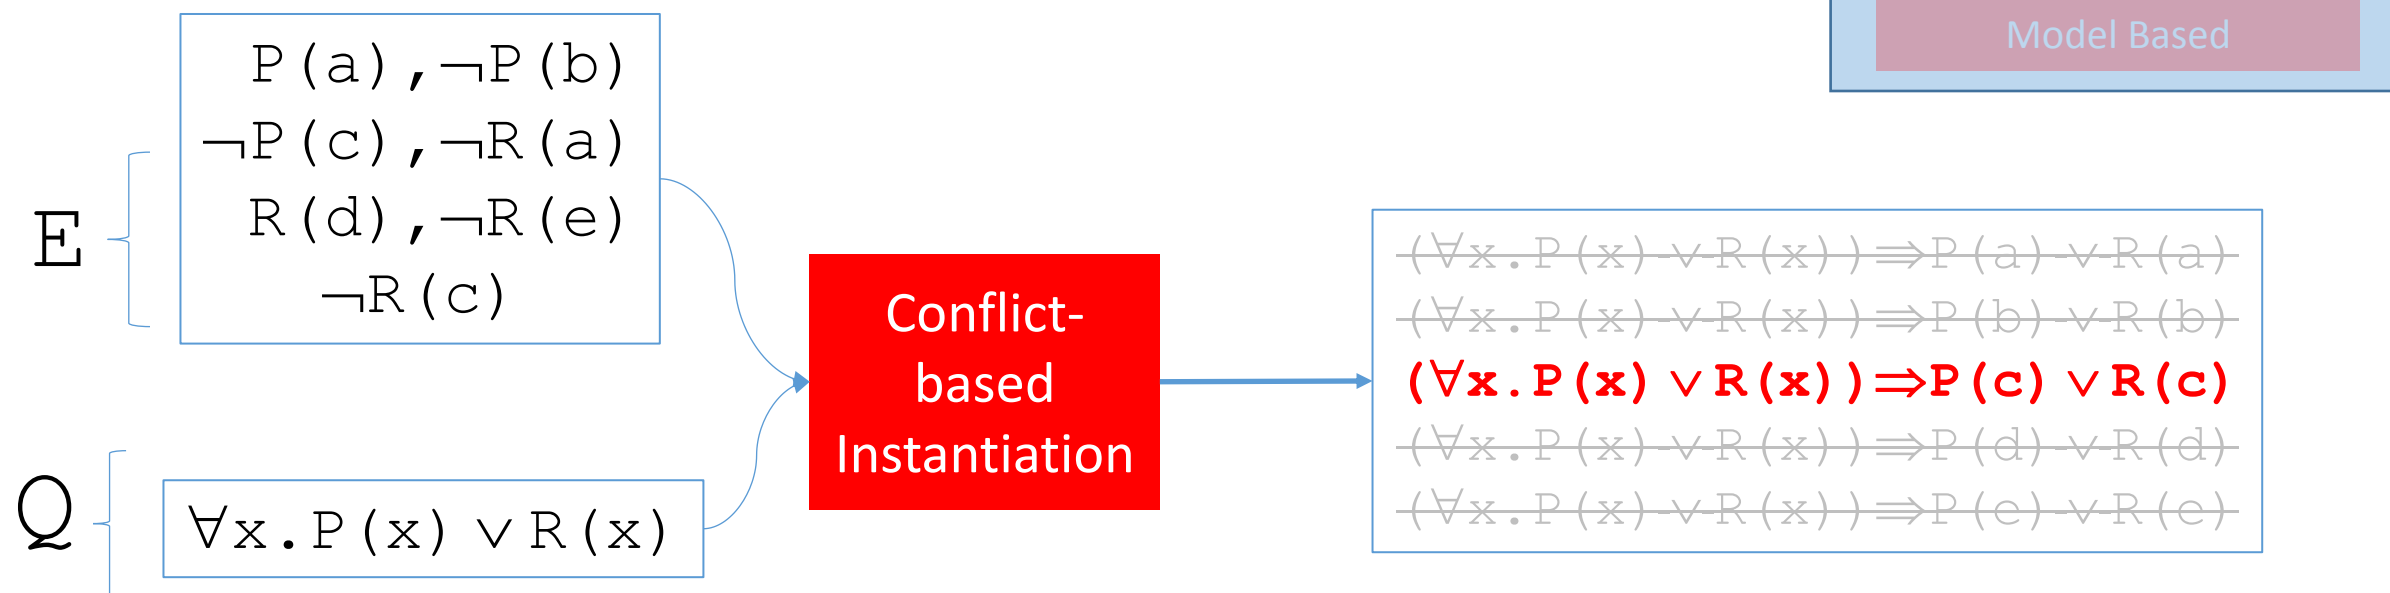 Model Based
E
P(a),¬P(b)
¬P(c),¬R(a)
R(d),¬R(e)
¬R(c)
Q
∀x.P(x) ∨ R(x)
Conflict-
based
Instantiation
(∀x.P(x) ∨ R(x))⇒P(a) ∨ R(a)
(∀x.P(x) ∨ R(x))⇒P(b) ∨ R(b)
(∀x.P(x) ∨ R(x))⇒P(c) ∨ R(c)
(∀x.P(x) ∨ R(x))⇒P(d) ∨ R(d)
(∀x.P(x) ∨ R(x))⇒P(e) ∨ R(e)